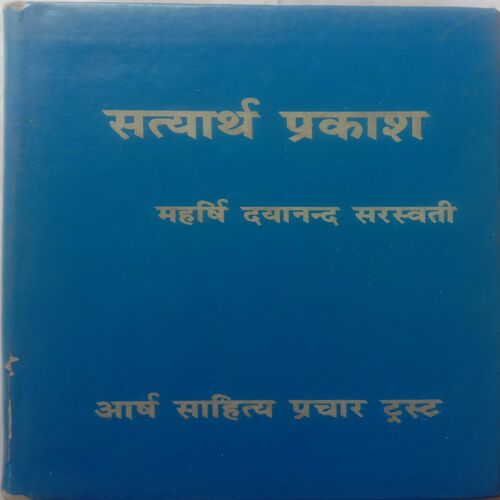 सत्यार्थ प्रकाश
महर्षि दयानन्द सरस्वती
आर्ष साहित्य प्रचार ट्रस्ट